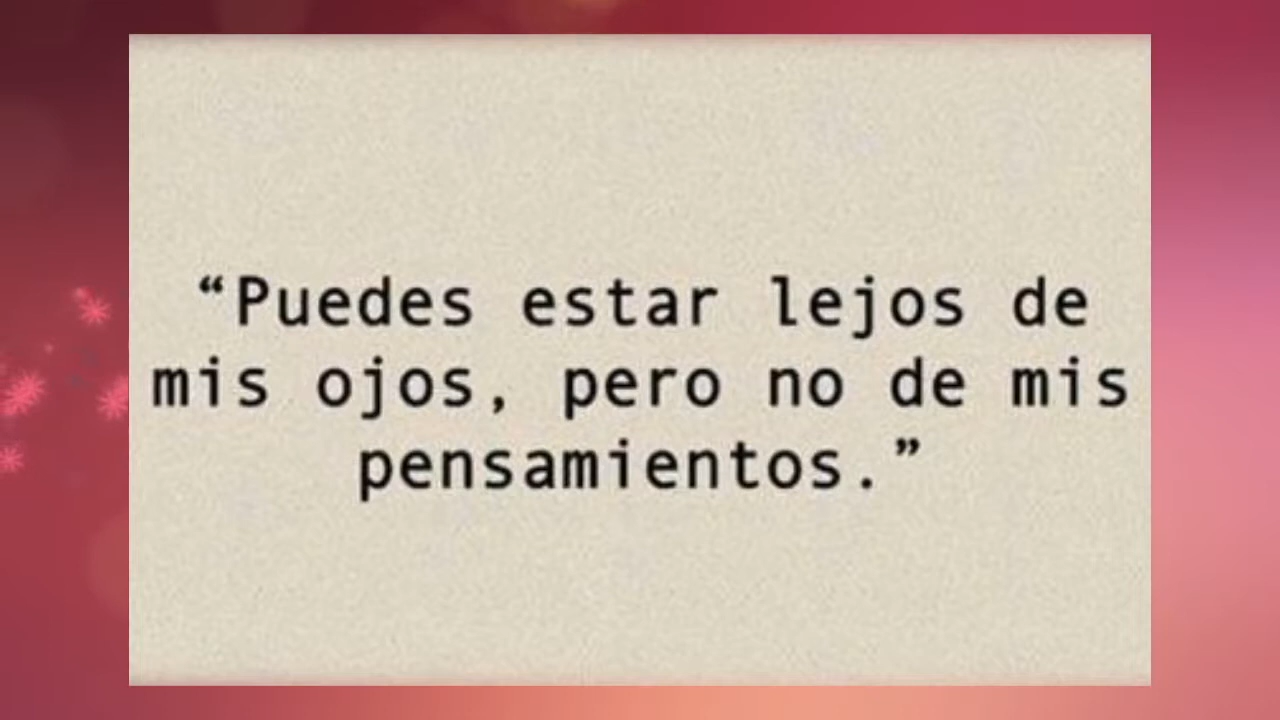 “Puedes estar lejos de
mis ojos, pero no de mis
pensamientos.”